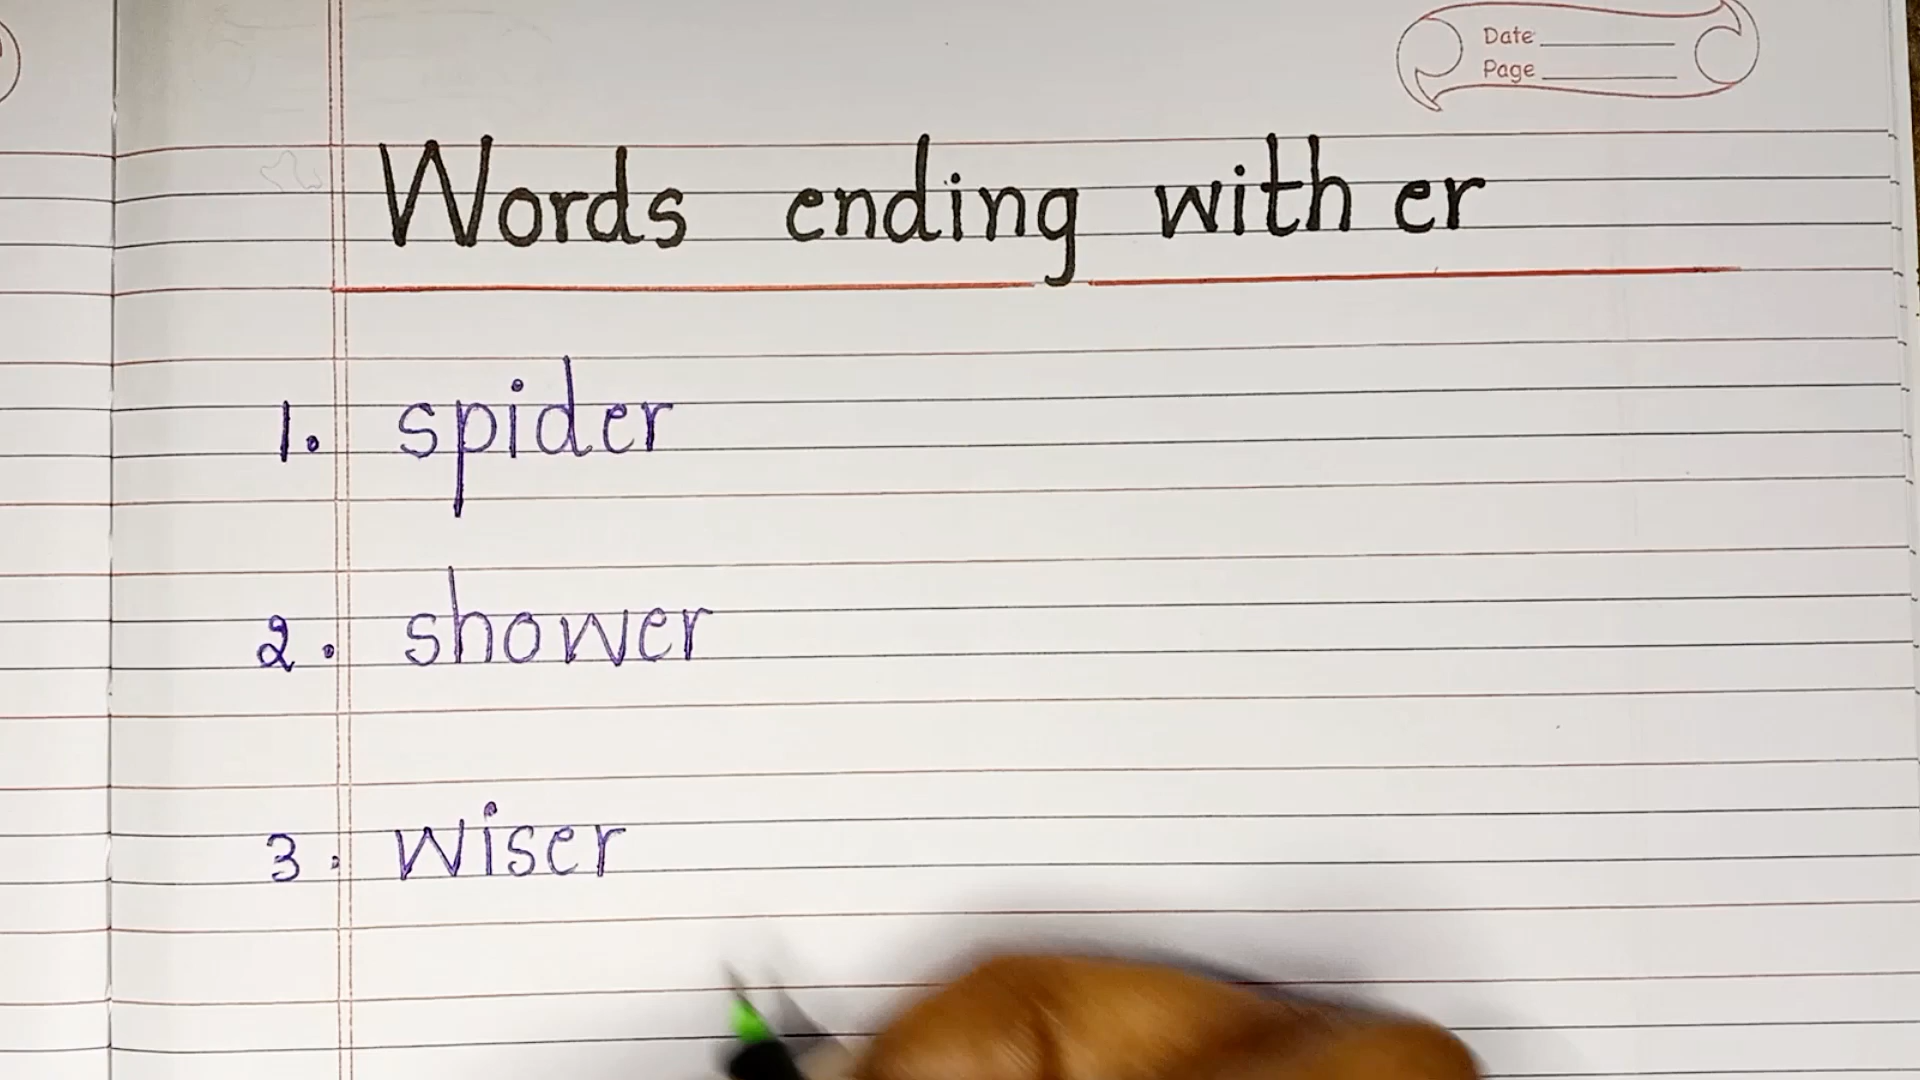 Date
Page
Words ending with er
1. spider
2. shower
3. wiser